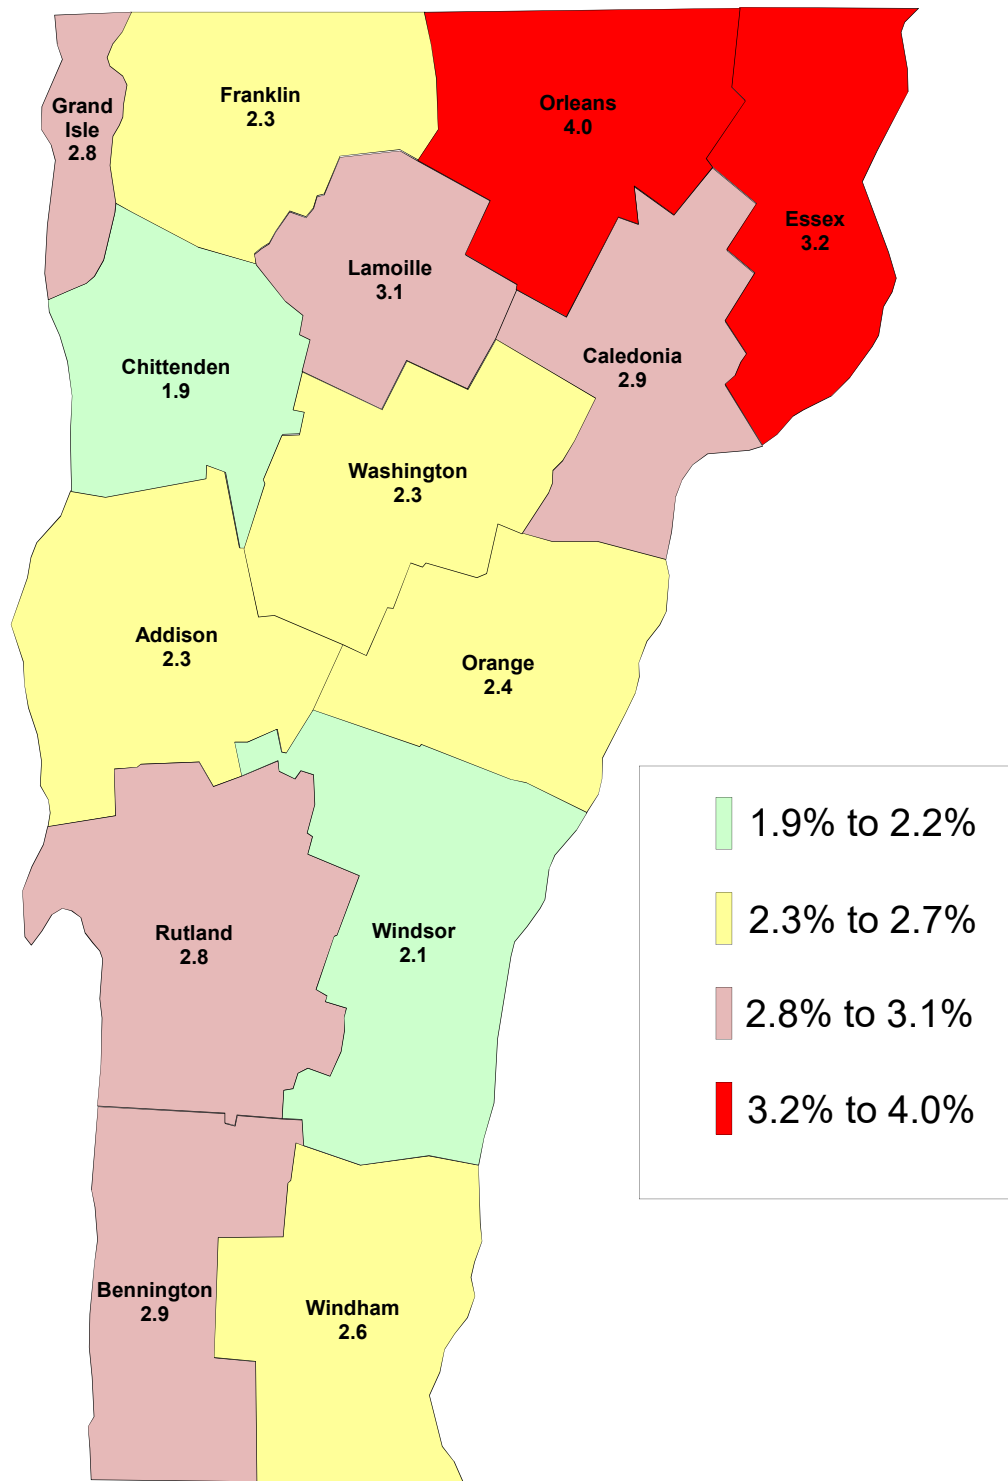 Grand
Isle
2.8
Franklin
2.3
Orleans
4.0
Essex
3.2
Lamoille
3.1
Chittenden
1.9
Caledonia
2.9
Washington
2.3
Addison
2.3
Orange
2.4
Rutland
2.8
Windsor
2.1
Bennington
2.9
Windham
2.6
1.9% to 2.2%
2.3% to 2.7%
2.8% to 3.1%
3.2% to 4.0%